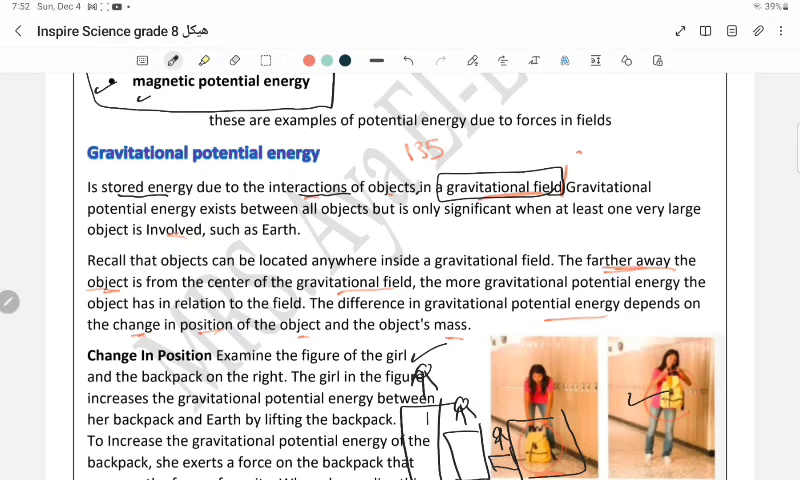 7:52 Sun, Dec 4
39%
Inspire Science grade 8 هيكل
magnetic potential energy
these are examples of potential energy due to forces in fields
Gravitational potential energy
135
Is stored energy due to the interactions of objects, in a gravitational field Gravitational
potential energy exists between all objects but is only significant when at least one very large
object is Involved, such as Earth.
Recall that objects can be located anywhere inside a gravitational field. The farther away the
object is from the center of the gravitational field, the more gravitational potential energy the
object has in relation to the field. The difference in gravitational potential energy depends on
the change in position of the object and the object's mass.
Change In Position Examine the figure of the girl
and the backpack on the right. The girl in the figure
increases the gravitational potential energy between
her backpack and Earth by lifting the backpack.
To Increase the gravitational potential energy of the
backpack, she exerts a force on the backpack that
MRS. Aya El-